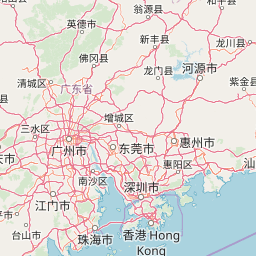 翁源县
和平县
英德市
新丰县
龙川县
佛冈县
龙门县
河源市
清城区
紫金县
广东省
增城区
三水区
广州市
东莞市
惠州市
惠阳区
南沙区
深圳市
江门市
台山市
珠海市
香港 Hong
Kong